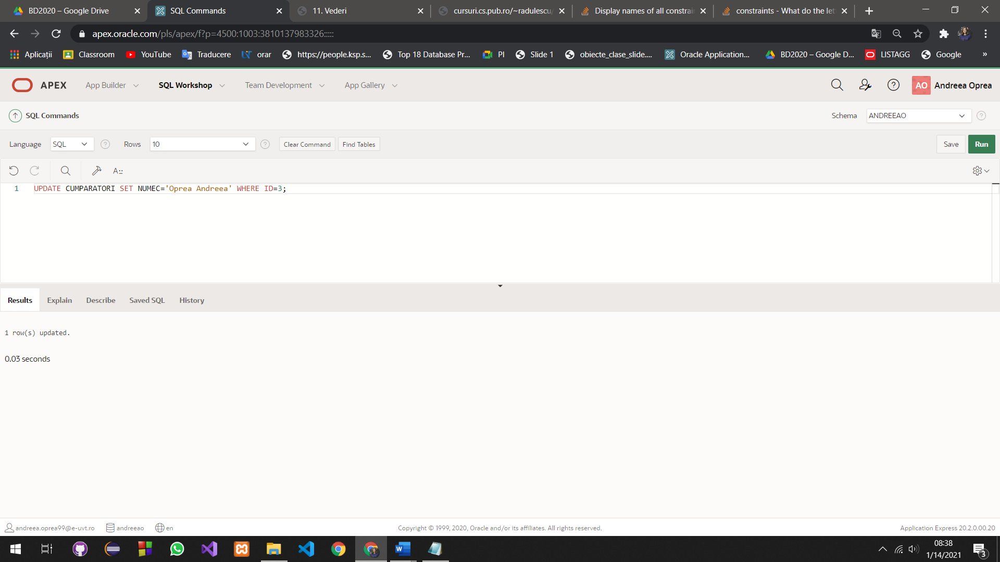 BD2020 – Google Drive
SQL Commands
11. Vederi
cursuri.cs.pub.ro/~radulescu/
Display names of all constrai
constraints - What do the let
apex.oracle.com/pls/apex/f?p=4500:1003:3810137983326:::::
Aplicații
Classroom
YouTube
Traducere
orar
https://people.ksp.s...
Top 18 Database Pr...
PI
Slide 1
obiecte_clase_slide....
Oracle Application...
BD2020 – Google D...
LISTAGG
Google
»
APEX
App Builder
SQL Workshop
Team Development
App Gallery
AO
Andreea Oprea
SQL Commands
Schema
ANDREEAO
Language
SQL
Rows
10
Clear Command
Find Tables
Save
Run
1 UPDATE CUMPARATORI SET NUMEC='Oprea Andreea' WHERE ID=3;
Results
Explain
Describe
Saved SQL
History
1 row(s) updated.
0.03 seconds
andreea.oprea99@e-uvt.ro
andreeao
en
Copyright © 1999, 2020, Oracle and/or its affiliates. All rights reserved.
Application Express 20.2.0.00.20
08:38
1/14/2021
3